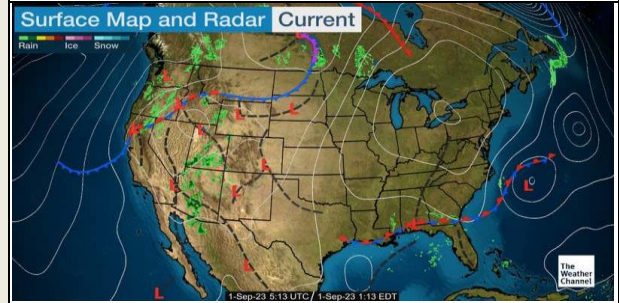 Surface Map and Radar Current
Rain Ice Snow
L
L
L
L
L
L
L
L
L
L
L
L
The
Weather
Channel
1-Sep-23 5:13 UTC / 1-Sep-23 1:13 EDT